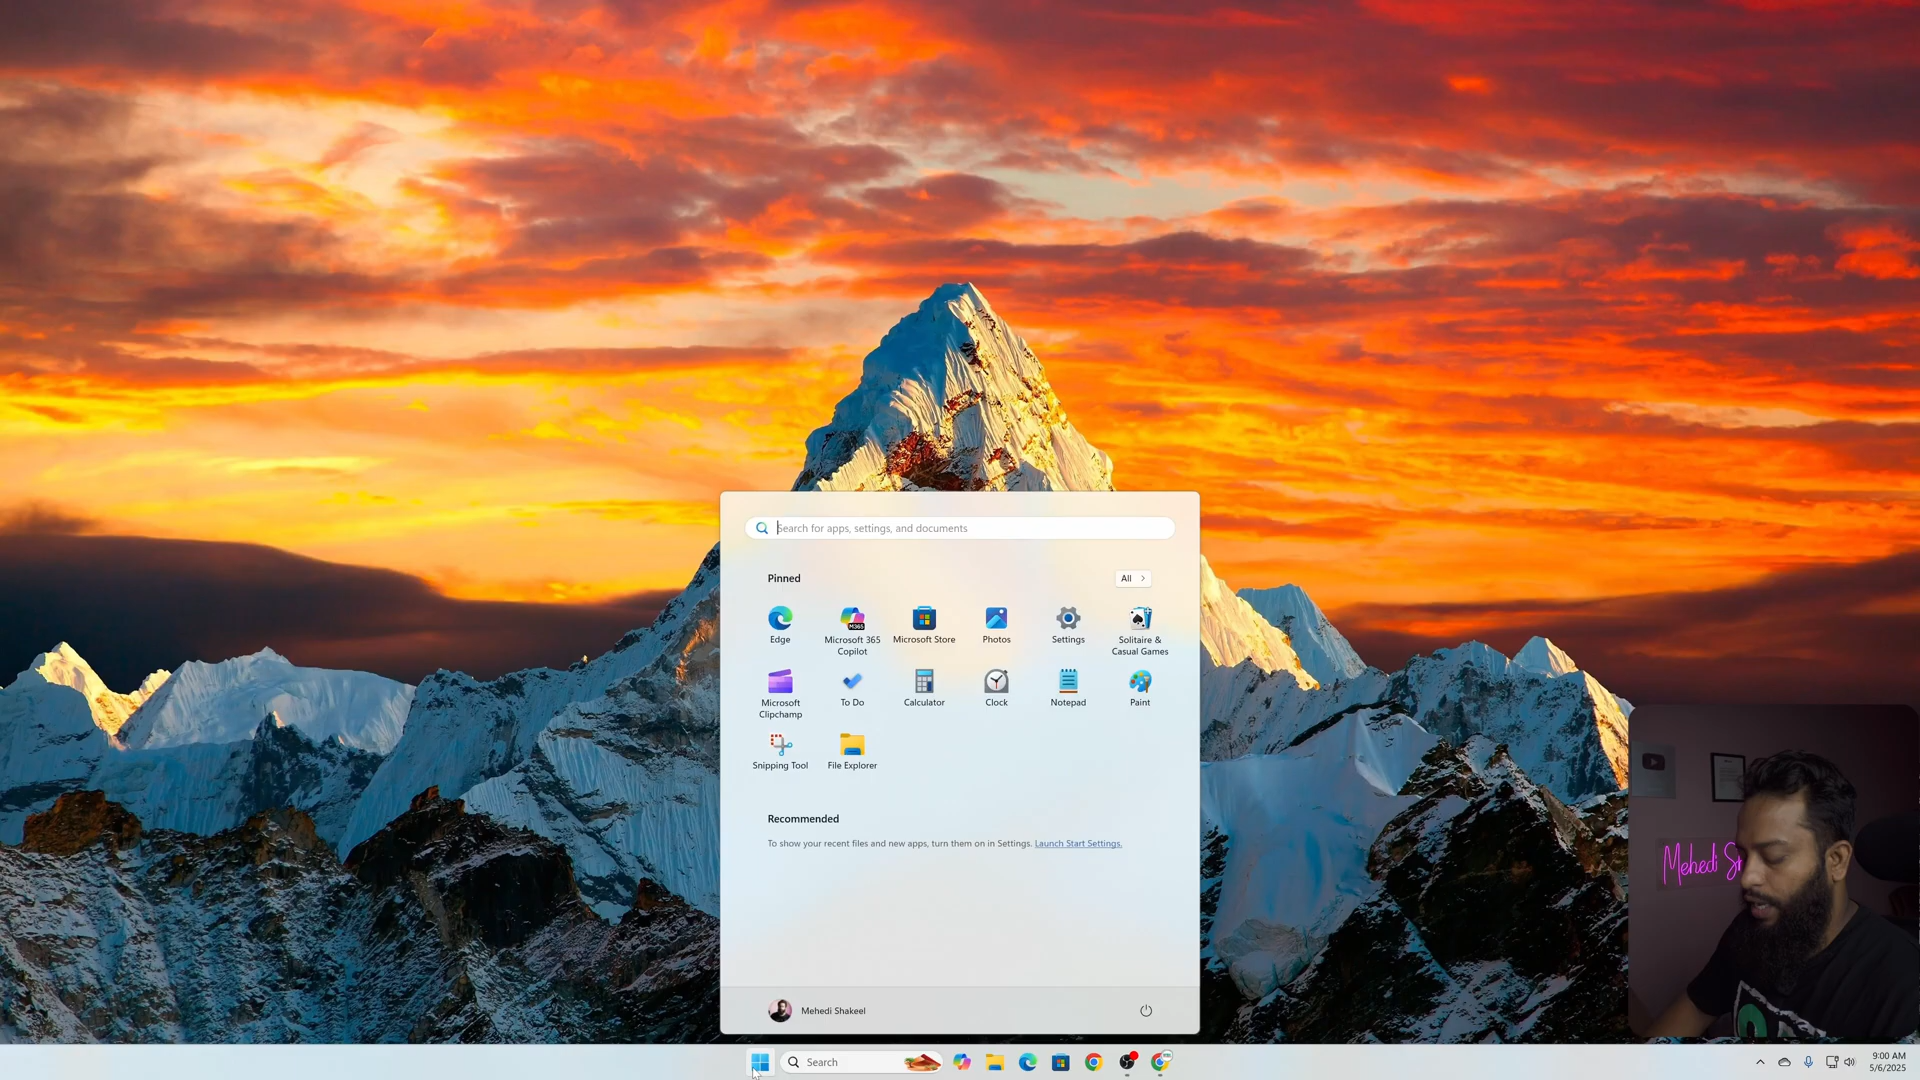 Search for apps, settings, and documents
Pinned
All
Edge
Microsoft 365
Copilot
Microsoft Store
Photos
Settings
Solitaire &
Casual Games
Microsoft
Clipchamp
To Do
Calculator
Clock
Notepad
Paint
Snipping Tool
File Explorer
Recommended
To show your recent files and new apps, turn them on in Settings. Launch Start Settings.
Mehedi
Mehedi Shakeel
Search
9:00 AM
5/6/2025